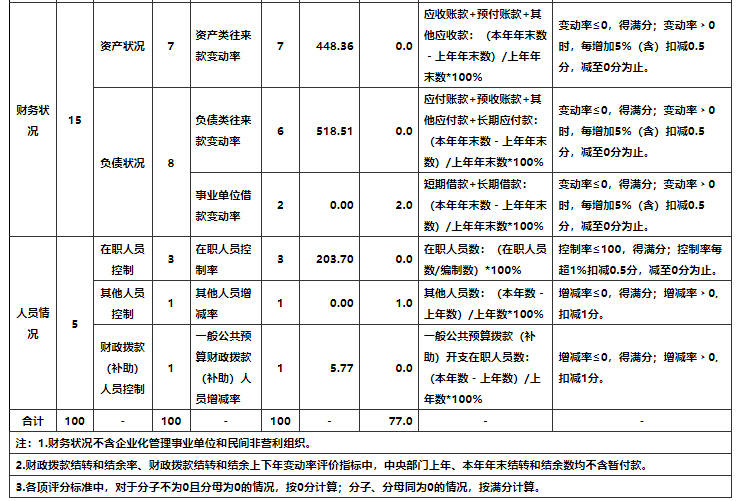 财务状况
15
资产状况
7
资产类往来
款变动率
7
448.36
0.0
应收账款+预付账款+其
他应收款：（本年年末数
- 上年年末数）/上年年
末数*100%
变动率≤0，得满分；变动率﹥0
时，每增加5%（含）扣减0.5
分，减至0分为止。
负债状况
8
负债类往来
款变动率
6
518.51
0.0
应付账款+预收账款+其
他应付款+长期应付款：
（本年年末数 - 上年年末
数）/上年年末数*100%
变动率≤0，得满分；变动率﹥0
时，每增加5%（含）扣减0.5
分，减至0分为止。
事业单位借
款变动率
2
0.00
2.0
短期借款+长期借款：
（本年年末数 - 上年年末
数）/上年年末数*100%
变动率≤0，得满分；变动率﹥0
时，每增加5%（含）扣减0.5
分，减至0分为止。
人员情
况
5
在职人员
控制
3
在职人员控
制率
3
203.70
0.0
在职人员数：（在职人员
数/编制数）*100%
控制率≤100，得满分；控制率每
超1%扣减0.5分，减至0分为止。
其他人员
控制
1
其他人员增
减率
1
0.00
1.0
其他人员数：（本年数 -
上年数）/上年数*100%
增减率≤0，得满分；增减率﹥0，
扣减1分。
财政拨款
（补助）
人员控制
1
一般公共预
算财政拨款
（补助）人
员增减率
1
5.77
0.0
一般公共预算拨款（补
助）开支在职人员数：
（本年数 - 上年数）/上
年数*100%
增减率≤0，得满分；增减率﹥0，
扣减1分。
合计
100
-
100
-
100
-
77.0
-
-
注：1.财务状况不含企业化管理事业单位和民间非营利组织。
2.财政拨款结转和结余率、财政拨款结转和结余上下年变动率评价指标中，中央部门上年、本年年末结转和结余数均不含暂付款。
3.各项评分标准中，对于分子不为0且分母为0的情况，按0分计算；分子、分母同为0的情况，按满分计算。